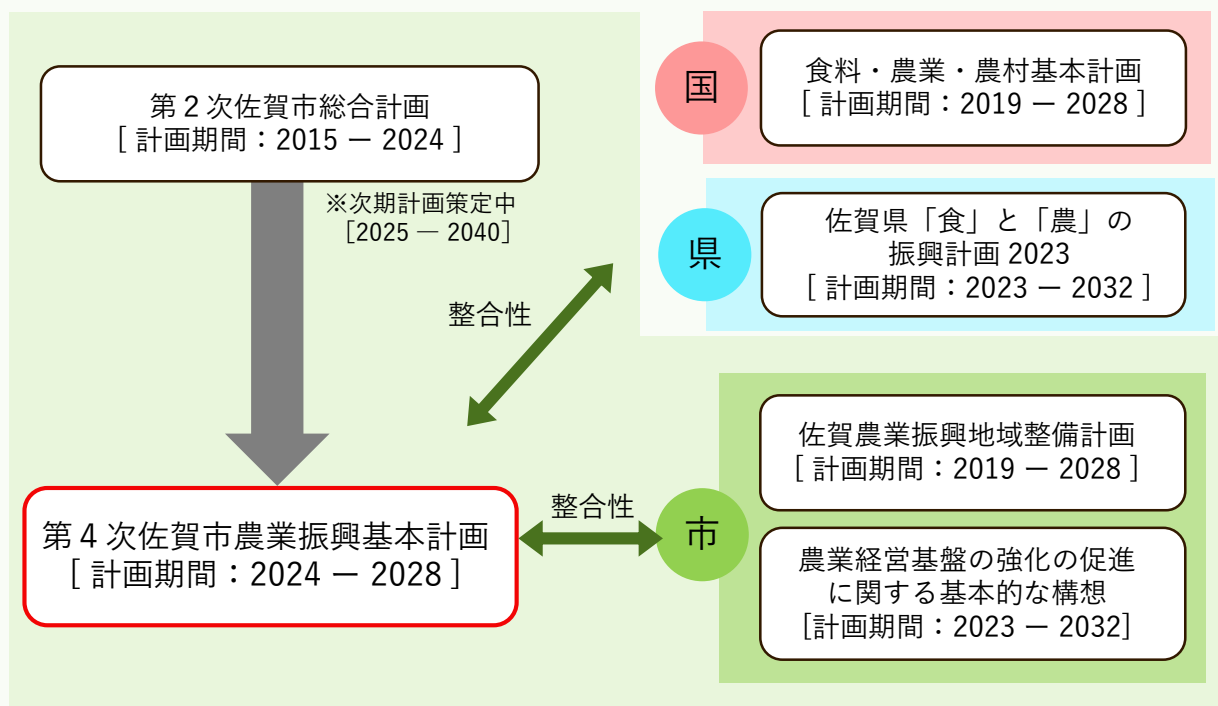 第２次佐賀市総合計画
[ 計画期間：2015 － 2024 ]
※次期計画策定中
[2025 － 2040]
整合性
第４次佐賀市農業振興基本計画
[ 計画期間：2024 － 2028 ]
整合性
国
食料・農業・農村基本計画
[ 計画期間：2019 － 2028 ]
県
佐賀県「食」と「農」の
振興計画 2023
[ 計画期間：2023 － 2032 ]
市
佐賀農業振興地域整備計画
[ 計画期間：2019 － 2028 ]
農業経営基盤の強化の促進
に関する基本的な構想
[計画期間：2023 － 2032]